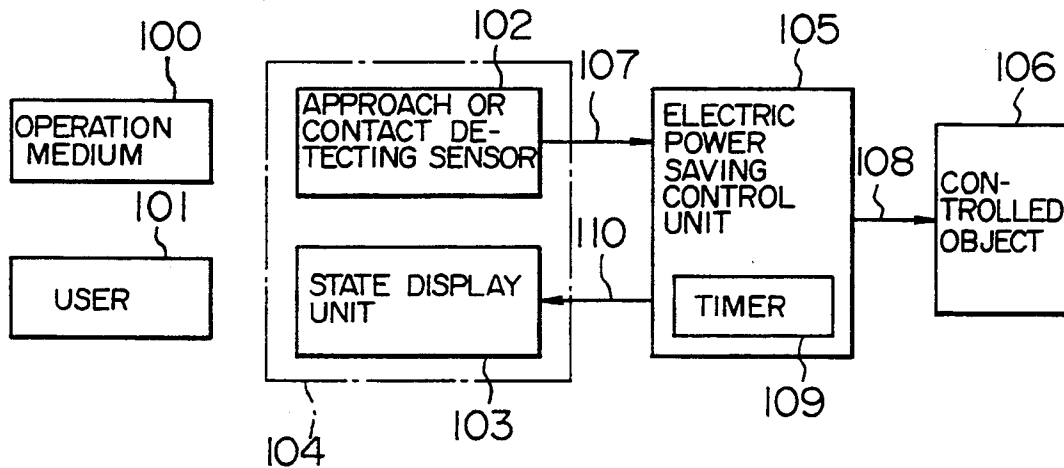 100
OPERATION
MEDIUM
101
USER
102
APPROACH OR
CONTACT DE-
TECTING SENSOR
107
STATE DISPLAY
UNIT
103
104
110
105
ELECTRIC
POWER
SAVING
CONTROL
UNIT
TIMER
109
108
106
CON-
TROLLED
OBJECT